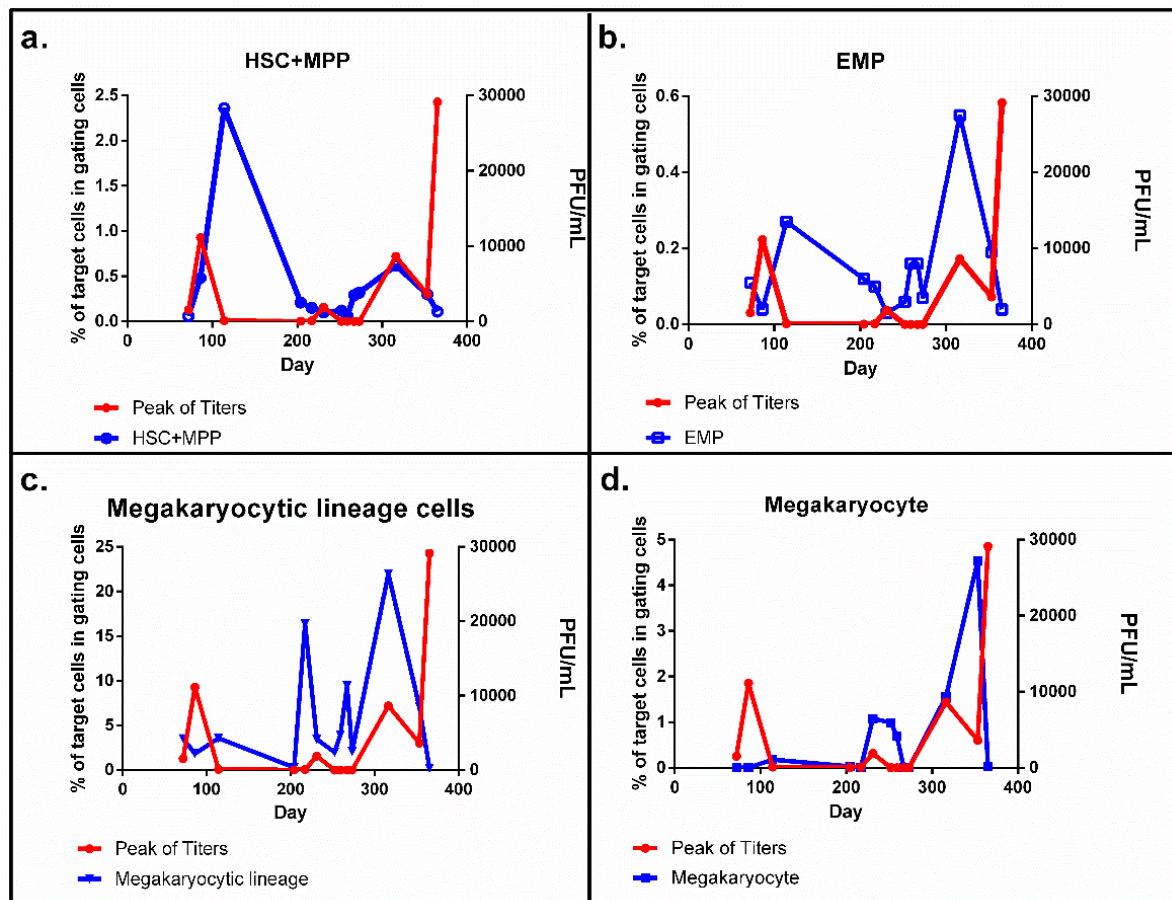 a.
HSC+MPP
% of target cells in gating cells
2.5
2.0
1.5
1.0
0.5
0.0
30000
20000
10000
0
PFU/mL
0 100 200 300 400
Day
Peak of Titers
HSC+MPP
b.
EMP
% of target cells in gating cells
0.6
0.4
0.2
0.0
30000
20000
10000
0
PFU/mL
0 100 200 300 400
Day
Peak of Titers
EMP
c.
Megakaryocytic lineage cells
% of target cells in gating cells
25
20
15
10
5
0
30000
20000
10000
0
PFU/mL
0 100 200 300 400
Day
Peak of Titers
Megakaryocytic lineage
d.
Megakaryocyte
% of target cells in gating cells
5
4
3
2
1
0
30000
20000
10000
0
PFU/mL
0 100 200 300 400
Day
Peak of Titers
Megakaryocyte